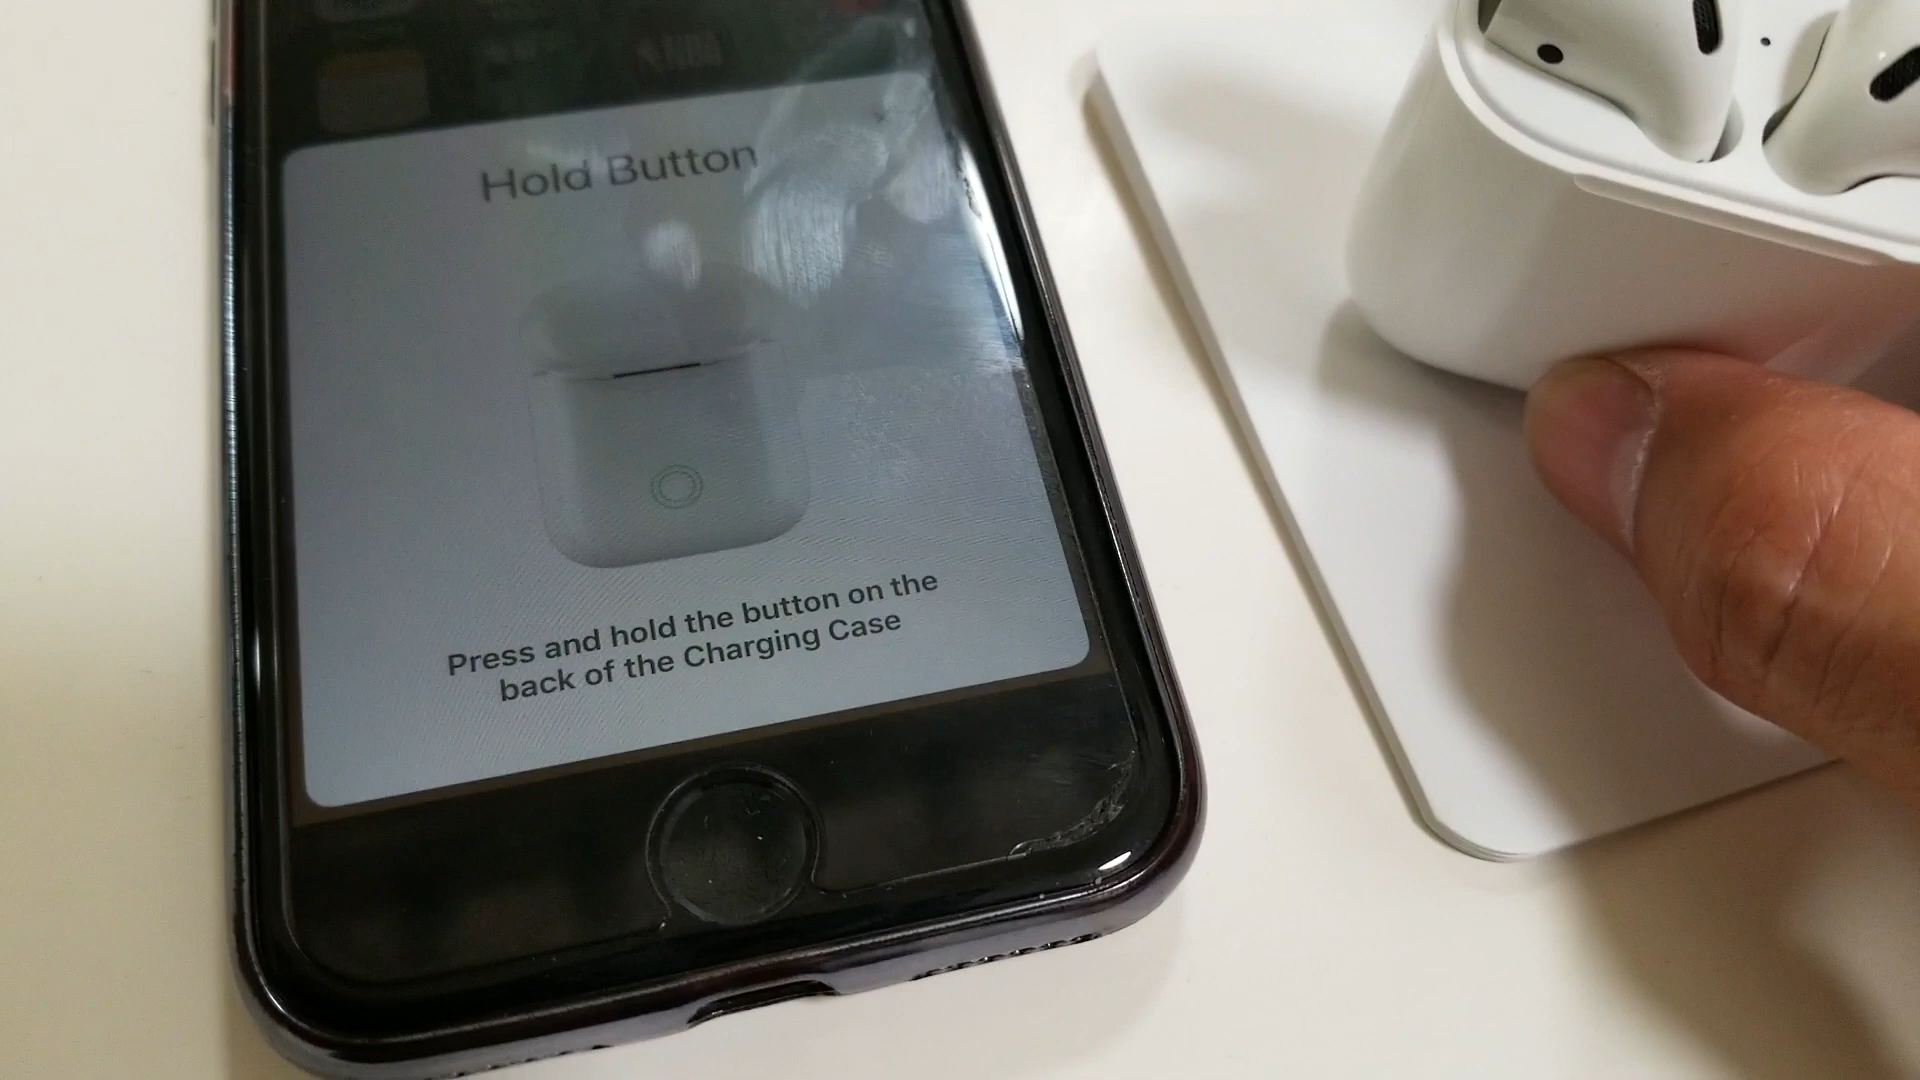 Hold Button
Press and hold the button on the
back of the Charging Case